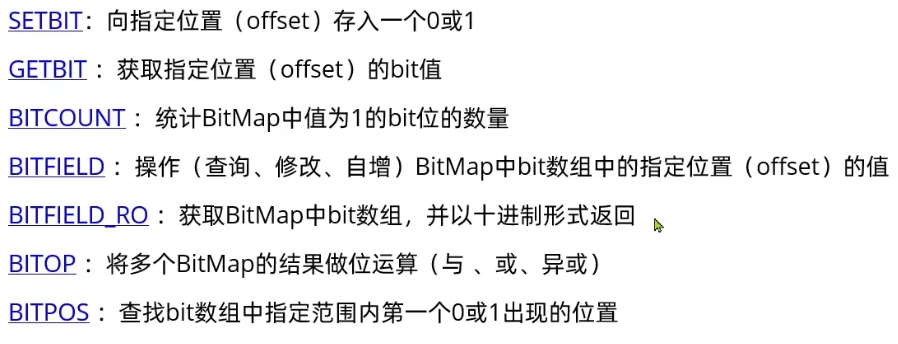 SETBIT：向指定位置（offset）存入一个0或1
GETBIT ：获取指定位置（offset）的bit值
BITCOUNT ：统计BitMap中值为1的bit位的数量
BITFIELD ：操作（查询、修改、自增）BitMap中bit数组中的指定位置（offset）的值
BITFIELD_RO ：获取BitMap中bit数组，并以十进制形式返回
BITOP ：将多个BitMap的结果做位运算（与 、或、异或）
BITPOS ：查找bit数组中指定范围内第一个0或1出现的位置